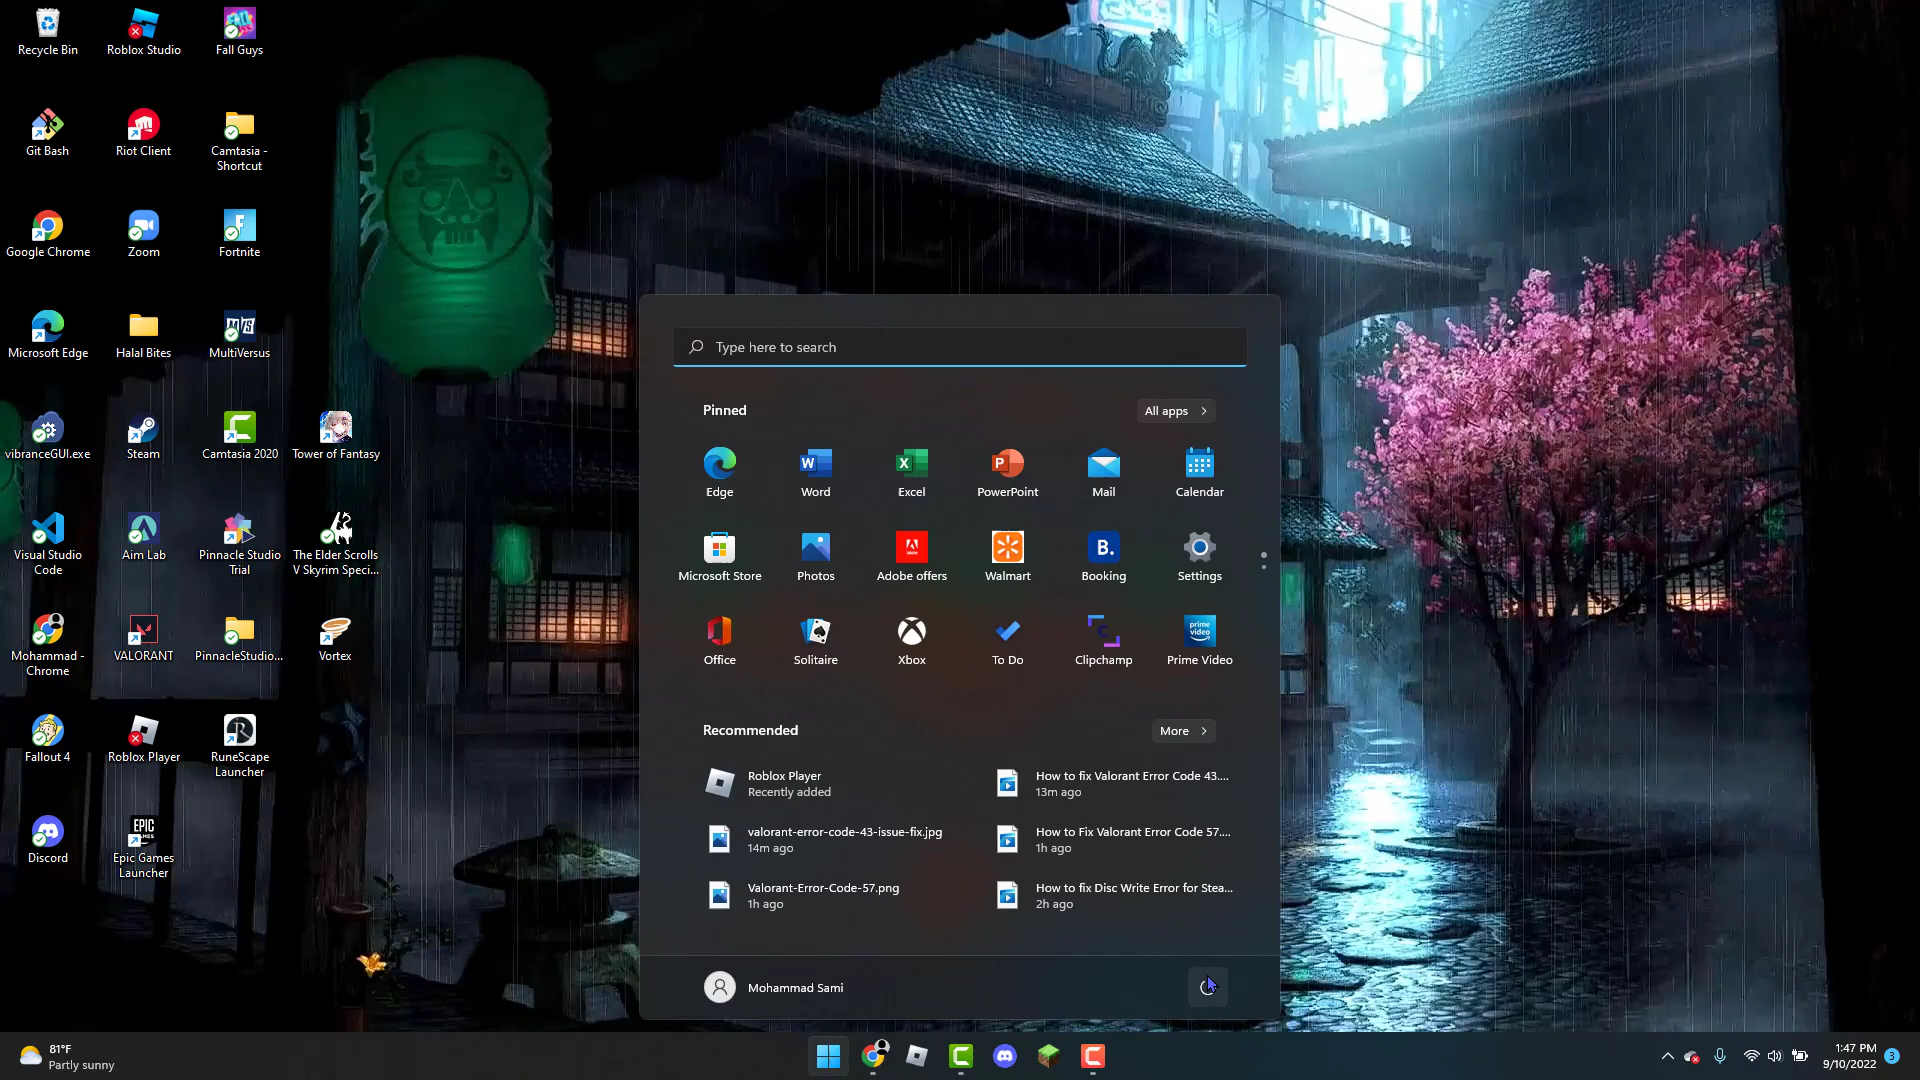 Recycle Bin
Roblox Studio
Fall Guys
Git Bash
Riot Client
Camtasia -
Shortcut
Google Chrome
Zoom
Fortnite
Microsoft Edge
Halal Bites
MultiVersus
vibranceGUI.exe
Steam
Camtasia 2020
Tower of Fantasy
Visual Studio
Code
Aim Lab
Pinnacle Studio
Trial
The Elder Scrolls
V Skyrim Speci...
Mohammad -
Chrome
VALORANT
PinnacleStudio...
Vortex
Fallout 4
Roblox Player
RuneScape
Launcher
Discord
EPIC
GAMES
Epic Games
Launcher
Type here to search
Pinned
All apps
Edge
Word
Excel
PowerPoint
Mail
Calendar
Microsoft Store
Photos
Adobe offers
Walmart
B.
Booking
Settings
Office
Solitaire
Xbox
To Do
Clipchamp
prime
video
Prime Video
Recommended
More
Roblox Player
Recently added
How to fix Valorant Error Code 43....
13m ago
valorant-error-code-43-issue-fix.jpg
14m ago
How to Fix Valorant Error Code 57....
1h ago
Valorant-Error-Code-57.png
1h ago
How to fix Disc Write Error for Stea...
2h ago
Mohammad Sami
81°F
Partly sunny
1:47 PM
9/10/2022
3